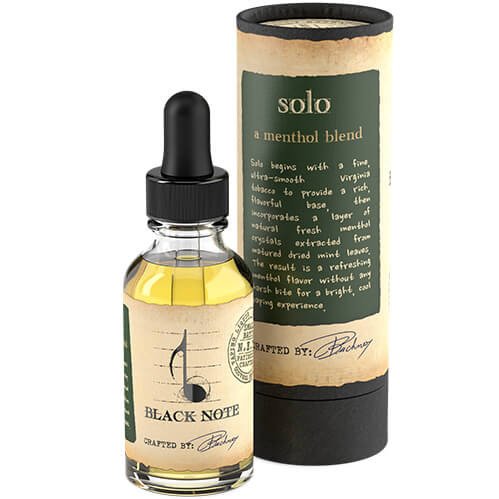 solo
a menthol blend
Solo begins with a fine,
ultra-smooth Virginia
tobacco to provide a rich,
flavorful base, then
incorporates a layer of
natural fresh menthol
crystals extracted from
matured dried mint leaves.
The result is a refreshing
menthol flavor without any
harsh bite for a bright, cool
vaping experience.
CRAFTED BY:
BLACK NOTE
CRAFTED BY: